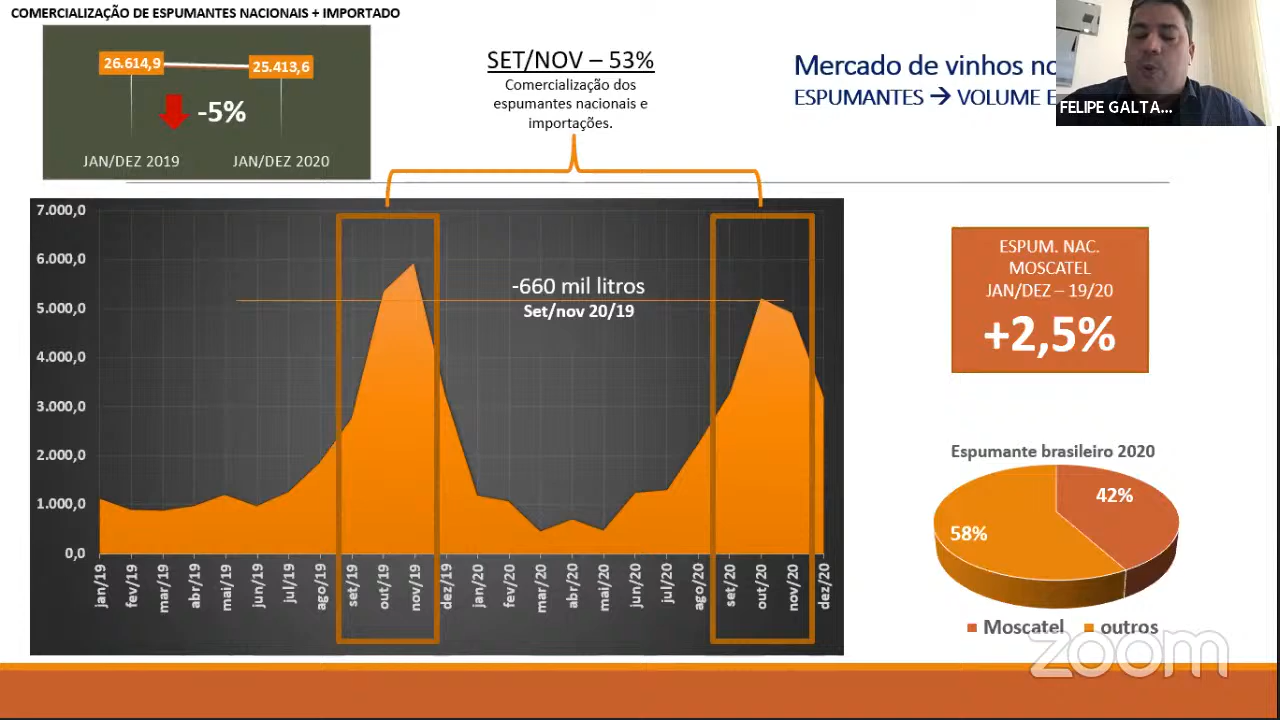 COMERCIALIZAÇÃO DE ESPUMANTES NACIONAIS + IMPORTADO
26.614,9
25.413,6
-5%
JAN/DEZ 2019
JAN/DEZ 2020
SET/NOV – 53%
Comercialização dos
espumantes nacionais e
importações.
Mercado de vinhos
ESPUMANTES → VOLUME
FELIPE GALTA...
7.000,0
6.000,0
5.000,0
4.000,0
3.000,0
2.000,0
1.000,0
0,0
-660 mil litros
Set/nov 20/19
jan/19
fev/19
mar/19
abr/19
mai/19
jun/19
jul/19
ago/19
set/19
out/19
nov/19
dez/19
jan/20
fev/20
mar/20
abr/20
mai/20
jun/20
jul/20
ago/20
set/20
out/20
nov/20
dez/20
ESPUM. NAC.
MOSCATEL
JAN/DEZ – 19/20
+2,5%
Espumante brasileiro 2020
42%
58%
Moscatel outros
zoom